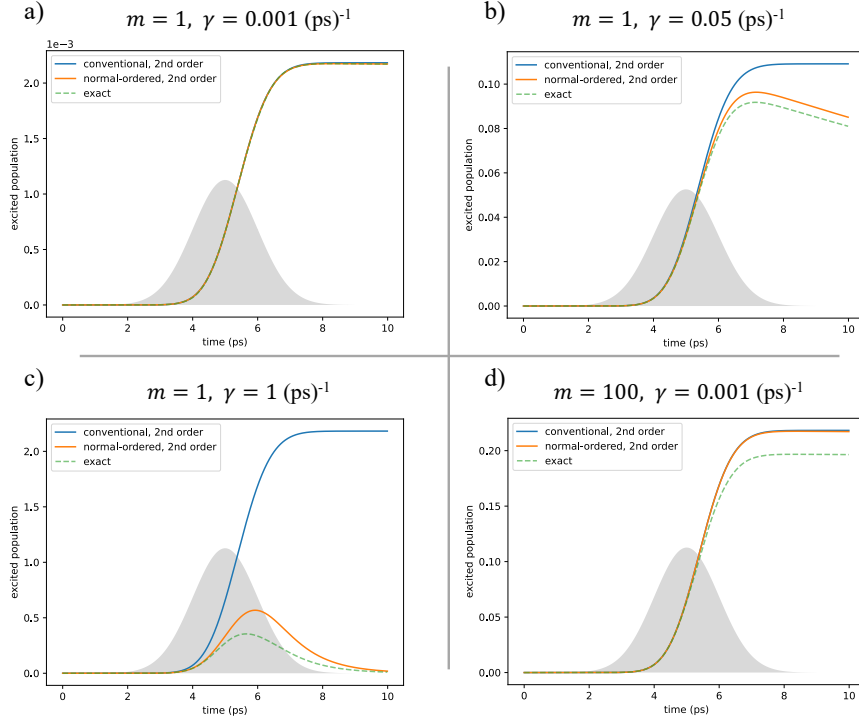 a)
m = 1, γ = 0.001 (ps)⁻¹
1e−3
conventional, 2nd order
normal-ordered, 2nd order
exact
2.0
1.5
1.0
0.5
0.0
excited population
0 2 4 6 8 10
time (ps)
b)
m = 1, γ = 0.05 (ps)⁻¹
conventional, 2nd order
normal-ordered, 2nd order
exact
0.10
0.08
0.06
0.04
0.02
0.00
excited population
0 2 4 6 8 10
time (ps)
c)
m = 1, γ = 1 (ps)⁻¹
conventional, 2nd order
normal-ordered, 2nd order
exact
2.0
1.5
1.0
0.5
0.0
excited population
0 2 4 6 8 10
time (ps)
d)
m = 100, γ = 0.001 (ps)⁻¹
conventional, 2nd order
normal-ordered, 2nd order
exact
0.20
0.15
0.10
0.05
0.00
excited population
0 2 4 6 8 10
time (ps)